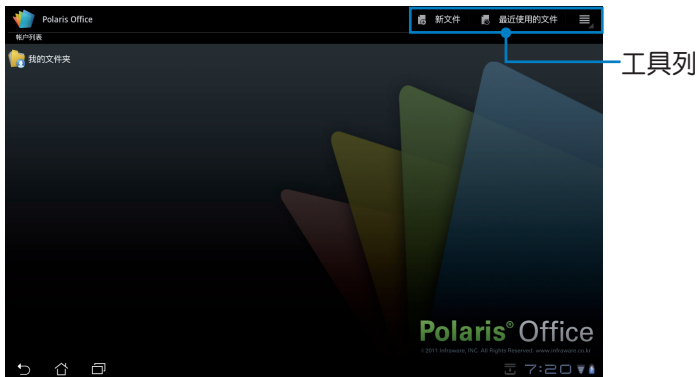 Polaris Office 新文件 最近使用的文件
帐户列表
工具列
我的文件夹
Polaris® Office
©2011 Infraware, INC. All Rights Reserved. www.infraware.co.kr
7:20